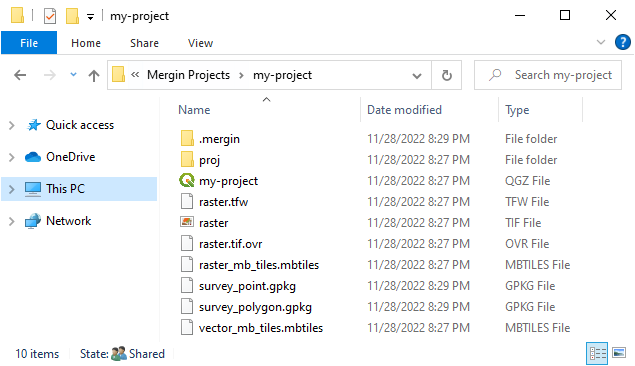 my-project
File Home Share View
Mergin Projects my-project Search my-project
Name Date modified Type
Quick access
OneDrive
This PC
Network
.mergin 11/28/2022 8:29 PM File folder
proj 11/28/2022 8:27 PM File folder
my-project 11/28/2022 8:27 PM QGZ File
raster.tfw 11/28/2022 8:27 PM TFW File
raster 11/28/2022 8:27 PM TIF File
raster.tif.ovr 11/28/2022 8:27 PM OVR File
raster_mb_tiles.mbtiles 11/28/2022 8:27 PM MBTILES File
survey_point.gpkg 11/28/2022 8:29 PM GPKG File
survey_polygon.gpkg 11/28/2022 8:29 PM GPKG File
vector_mb_tiles.mbtiles 11/28/2022 8:27 PM MBTILES File
10 items State: Shared